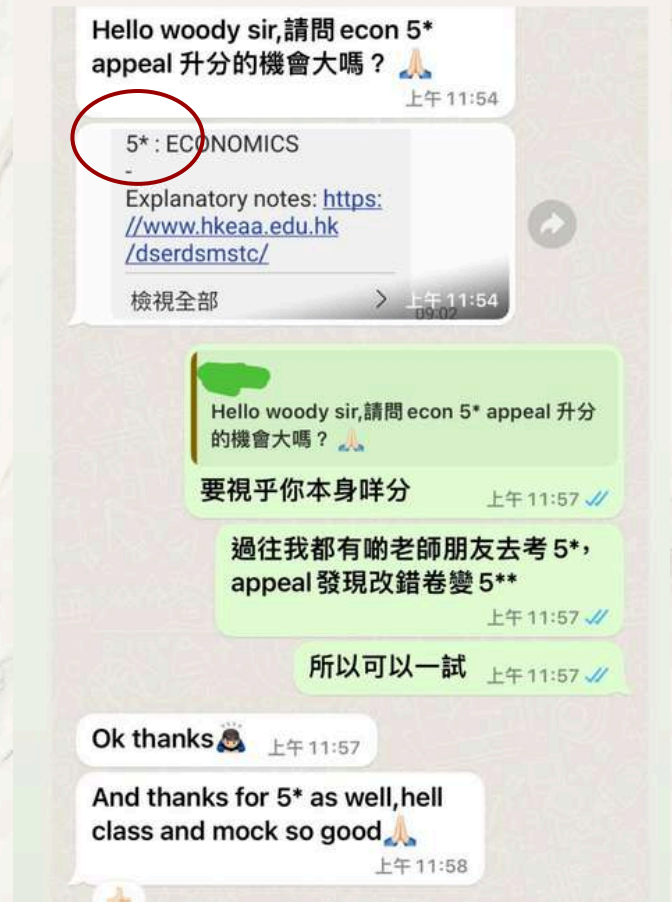 Hello woody sir,請問 econ 5*
appeal 升分的機會大嗎？🙏🏻
上午 11:54
5* : ECONOMICS
-
Explanatory notes: https:
//www.hkeaa.edu.hk
/dserdsmstc/
檢視全部 > 上午 11:54
09:02
Hello woody sir,請問 econ 5* appeal 升分
的機會大嗎？🙏🏻
要視乎你本身咩分 上午 11:57
過往我都有啲老師朋友去考 5*，
appeal 發現改錯卷變 5**
上午 11:57
所以可以一試 上午 11:57
Ok thanks🙇🏻 上午 11:57
And thanks for 5* as well,hell
class and mock so good🙏🏻
上午 11:58